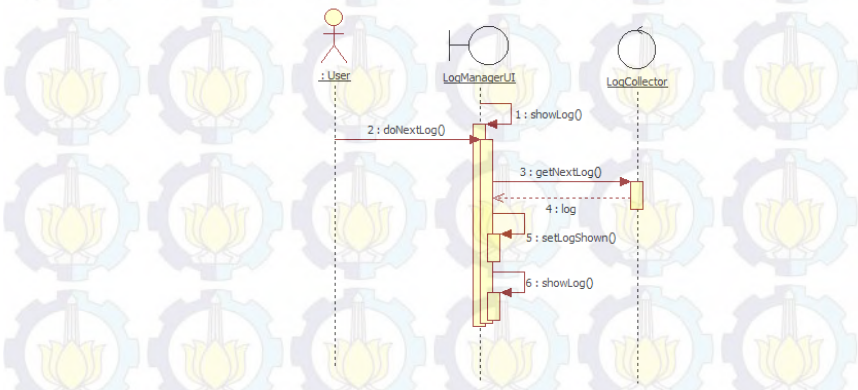 : User
LogManagerUI
LogCollector
1 : showLog()
2 : doNextLog()
3 : getNextLog()
4 : log
5 : setLogShown()
6 : showLog()